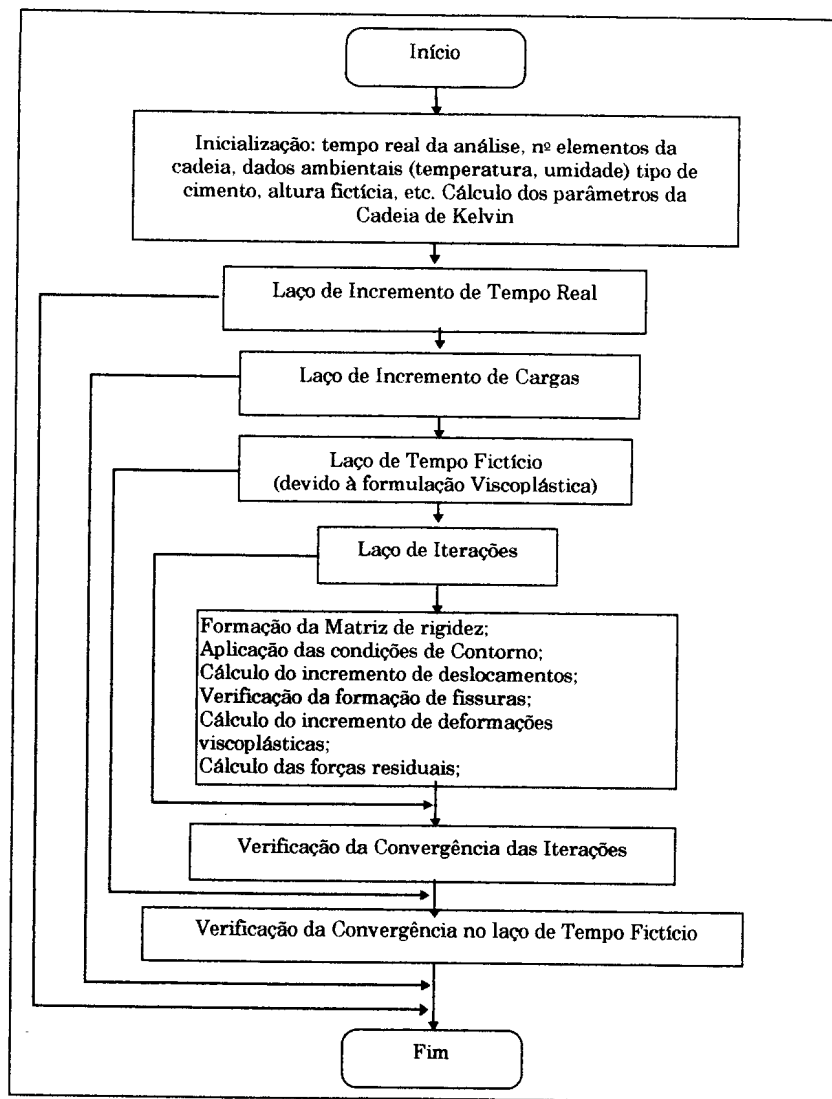 Início
Inicialização: tempo real da análise, nº elementos da
cadeia, dados ambientais (temperatura, umidade) tipo de
cimento, altura fictícia, etc. Cálculo dos parâmetros da
Cadeia de Kelvin
Laço de Incremento de Tempo Real
Laço de Incremento de Cargas
Laço de Tempo Fictício
(devido à formulação Viscoplástica)
Laço de Iterações
Formação da Matriz de rigidez;
Aplicação das condições de Contorno;
Cálculo do incremento de deslocamentos;
Verificação da formação de fissuras;
Cálculo do incremento de deformações
viscoplásticas;
Cálculo das forças residuais;
Verificação da Convergência das Iterações
Verificação da Convergência no laço de Tempo Fictício
Fim